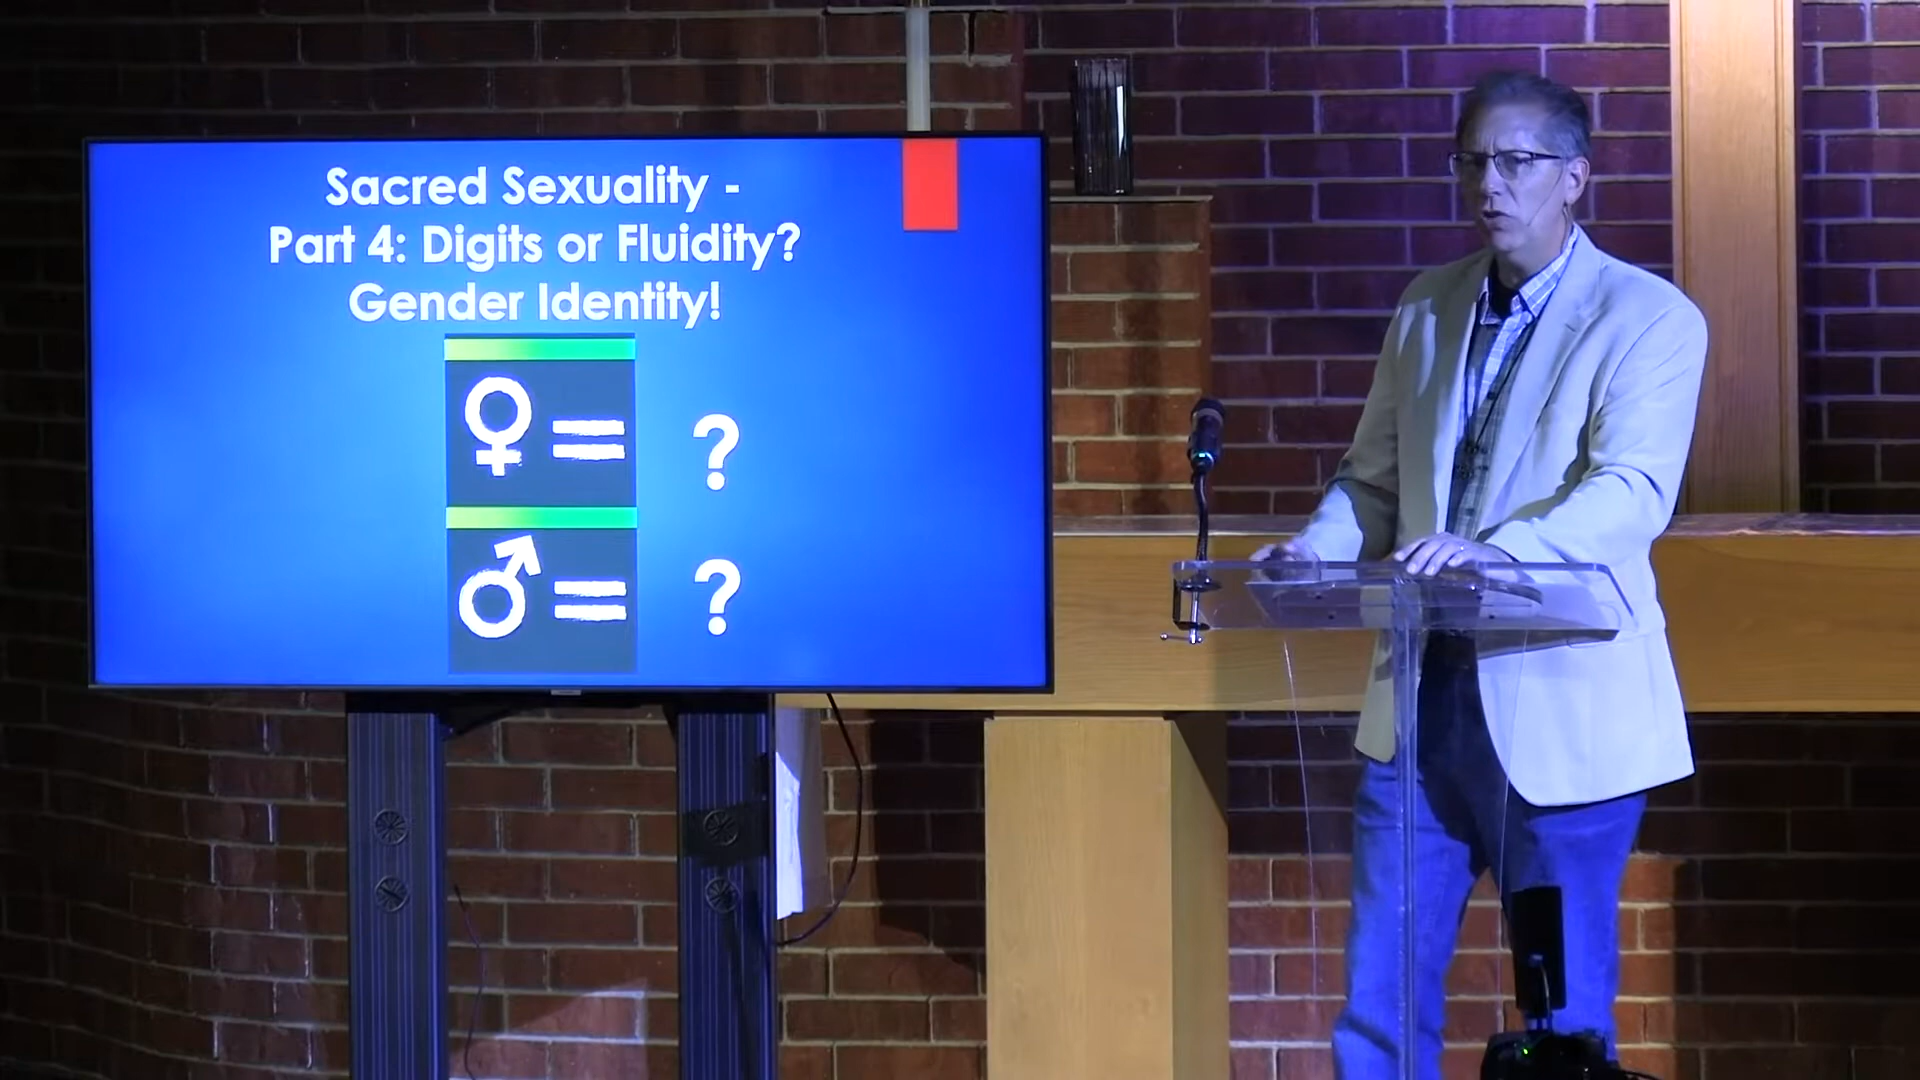 Sacred Sexuality -
Part 4: Digits or Fluidity?
Gender Identity!
= ?
= ?